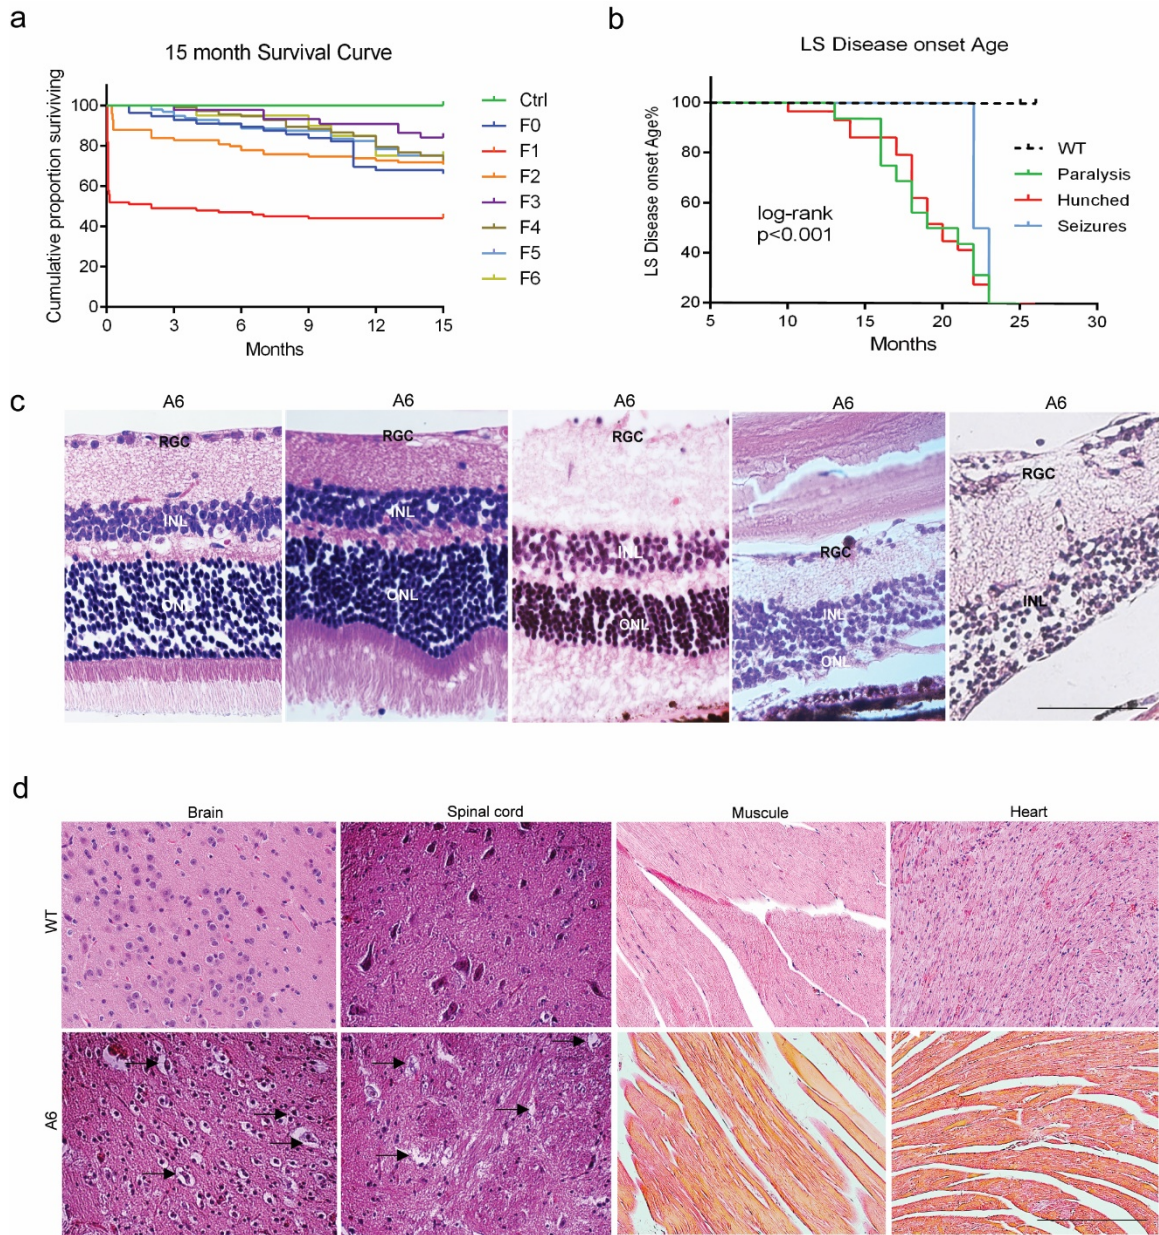 a
15 month Survival Curve
Cumulative proportion surviving
100
80
60
40
20
0
0 3 6 9 12 15
Months
Ctrl
F0
F1
F2
F3
F4
F5
F6
b
LS Disease onset Age
LS Disease onset Age%
100
80
60
40
20
5 10 15 20 25 30
Months
log-rank
p<0.001
WT
Paralysis
Hunched
Seizures
c
A6 A6 A6 A6 A6
RGC RGC RGC RGC RGC
INL INL INL INL INL
ONL ONL ONL ONL
d
Brain Spinal cord Muscule Heart
WT
A6